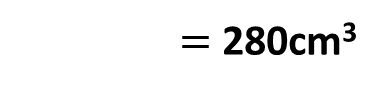 = 280cm³